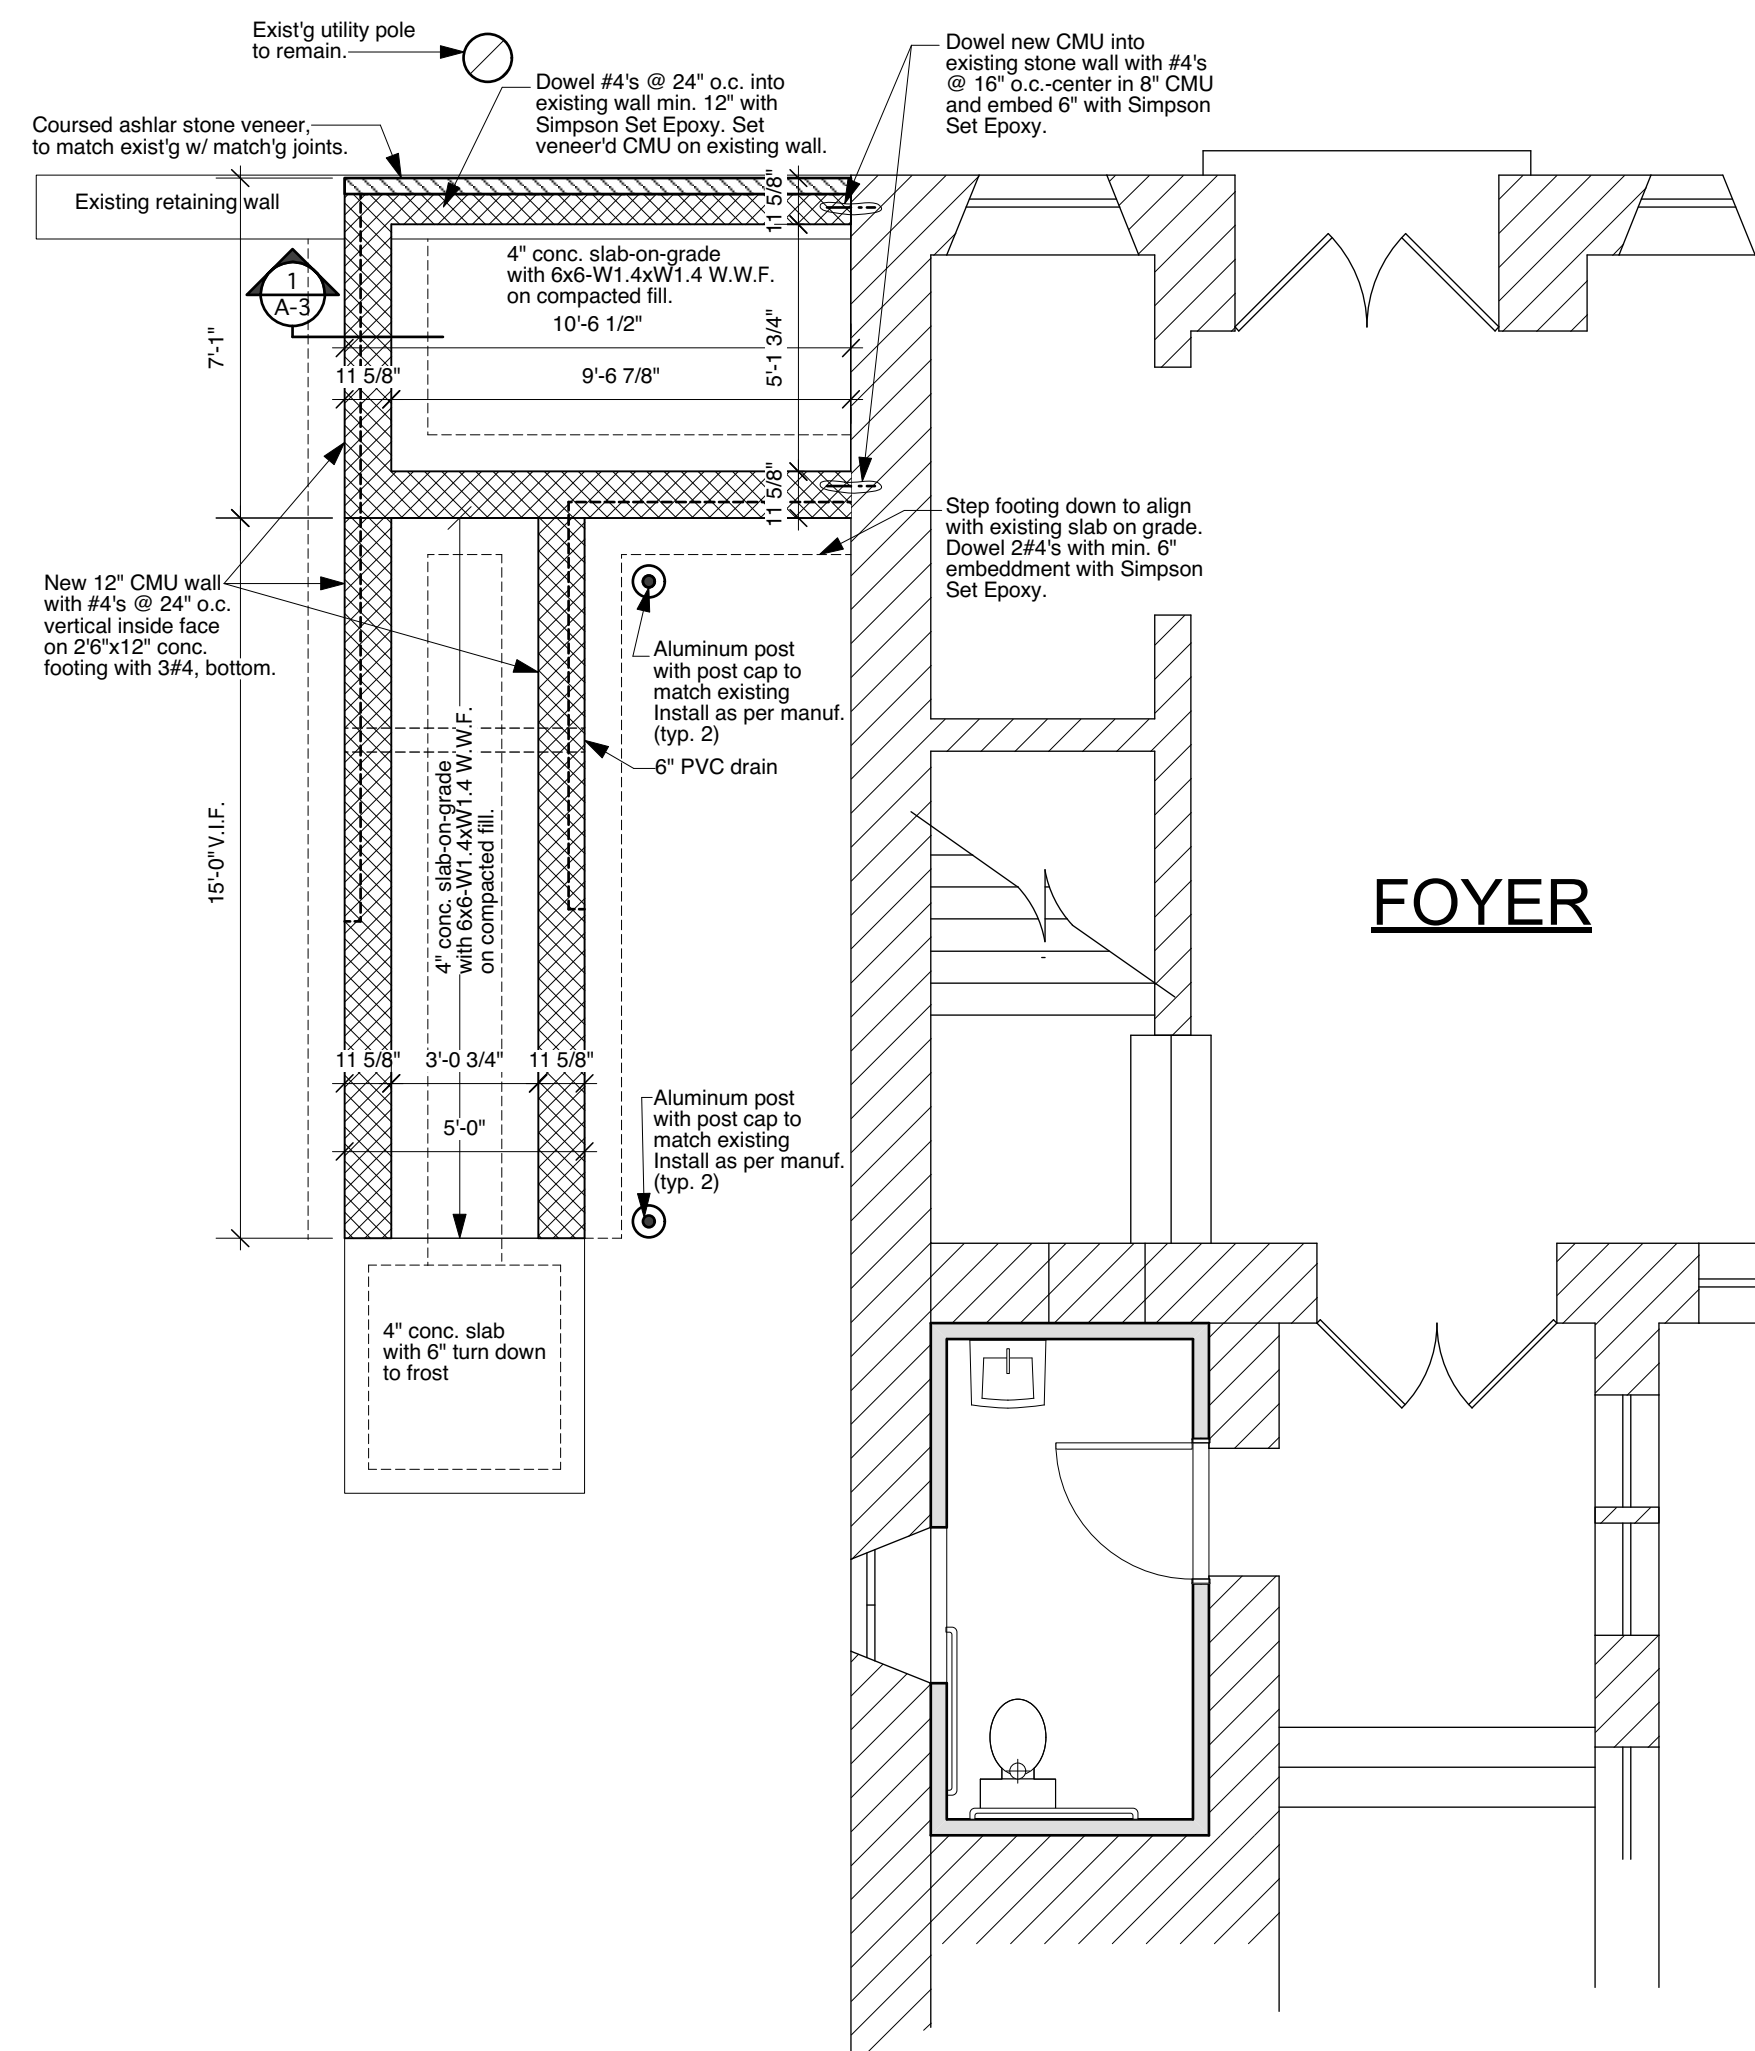 Exist'g utility pole
to remain.
Dowel #4's @ 24" o.c. into
existing wall min. 12" with
Simpson Set Epoxy. Set
veneer'd CMU on existing wall.
Dowel new CMU into
existing stone wall with #4's
@ 16" o.c.-center in 8" CMU
and embed 6" with Simpson
Set Epoxy.
Coursed ashlar stone veneer,
to match exist'g w/ match'g joints.
Existing retaining wall
11 5/8"
4" conc. slab-on-grade
with 6x6-W1.4xW1.4 W.W.F.
on compacted fill.
1
A-3
10'-6 1/2"
7'-1"
5'-1 3/4"
11 5/8"
9'-6 7/8"
11 5/8"
Step footing down to align
with existing slab on grade.
Dowel 2#4's with min. 6"
embeddment with Simpson
Set Epoxy.
New 12" CMU wall
with #4's @ 24" o.c.
vertical inside face
on 2'6"x12" conc.
footing with 3#4, bottom.
Aluminum post
with post cap to
match existing
Install as per manuf.
(typ. 2)
6" PVC drain
15'-0" V.I.F.
4" conc. slab-on-grade
with 6x6-W1.4xW1.4 W.W.F.
on compacted fill.
FOYER
11 5/8"
3'-0 3/4"
11 5/8"
5'-0"
Aluminum post
with post cap to
match existing
Install as per manuf.
(typ. 2)
4" conc. slab
with 6" turn down
to frost